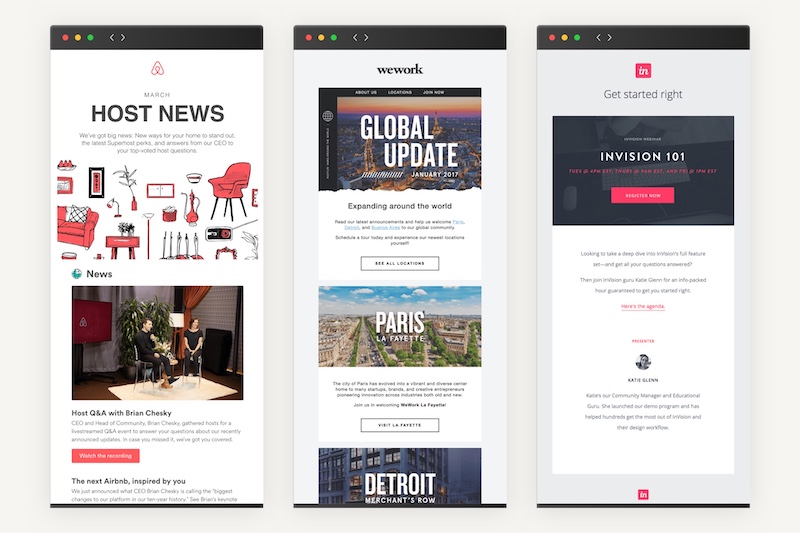 MARCH
HOST NEWS
We've got big news: New ways for your home to stand out,
the latest Superhost perks, and answers from our CEO to
your top-voted host questions.
News
Host Q&A with Brian Chesky
CEO and Head of Community, Brian Chesky, gathered hosts for a
livestreamed Q&A event to answer your questions about our recently
announced updates. In case you missed it, we've got you covered.
Watch the recording
The next Airbnb, inspired by you
We just announced what CEO Brian Chesky is calling the "biggest
changes to our platform in our ten-year history." See Brian's keynote
wework
ABOUT US LOCATIONS JOIN NOW
GLOBAL
UPDATE
JANUARY 2017
Expanding around the world
Read our latest announcements and help us welcome Paris,
Detroit, and Buenos Aires to our global community.
Schedule a tour today and experience our newest locations
yourself!
SEE ALL LOCATIONS
PARIS
LA FAYETTE
The city of Paris has evolved into a vibrant and diverse center
home to many startups, brands, and creative entrepreneurs
pioneering innovation across industries both old and new.
Join us in welcoming WeWork La Fayette!
VISIT LA FAYETTE
DETROIT
MERCHANT'S ROW
in
Get started right
INVISION WEBINAR
INVISION 101
TUES @ 4PM EST, THURS @ 9AM EST, AND FRI @ 1PM EST
REGISTER NOW
Looking to take a deep dive into InVision's full feature
set—and get all your questions answered?
Then join InVision guru Katie Glenn for an info-packed
hour guaranteed to get you started right.
Here's the agenda.
PRESENTER
KATIE GLENN
Katie's our Community Manager and Educational
Guru. She launched our demo program and has
helped hundreds get the most out of InVision and
their design workflow.
in